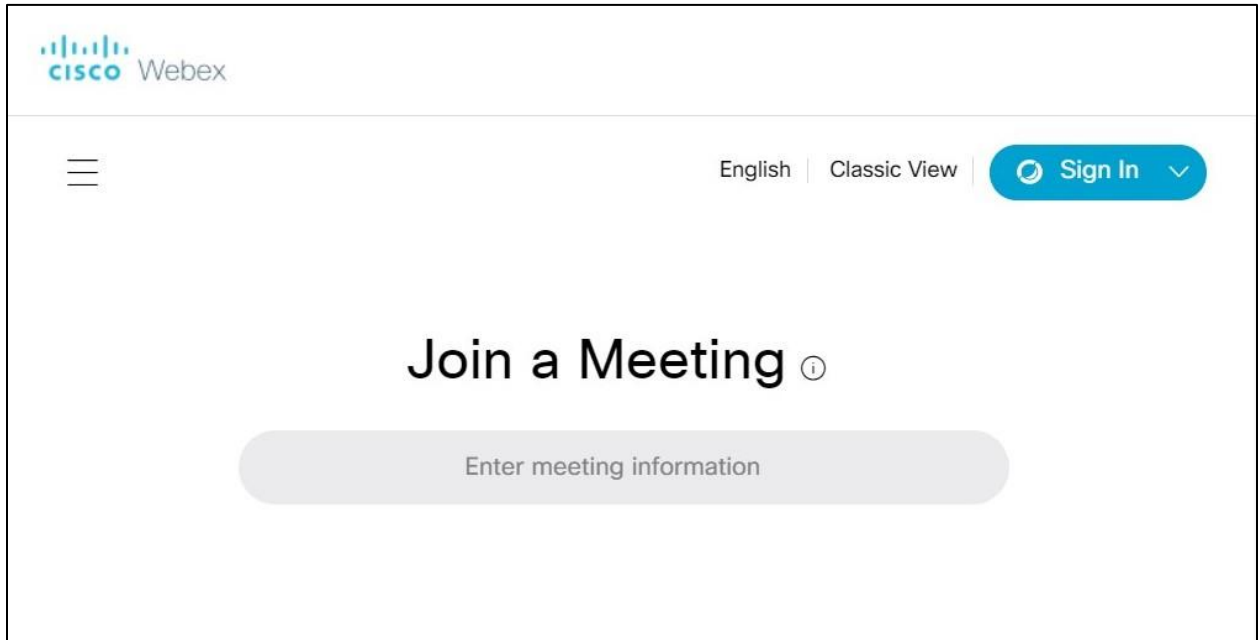 cisco Webex
English Classic View Sign In
Join a Meeting
Enter meeting information